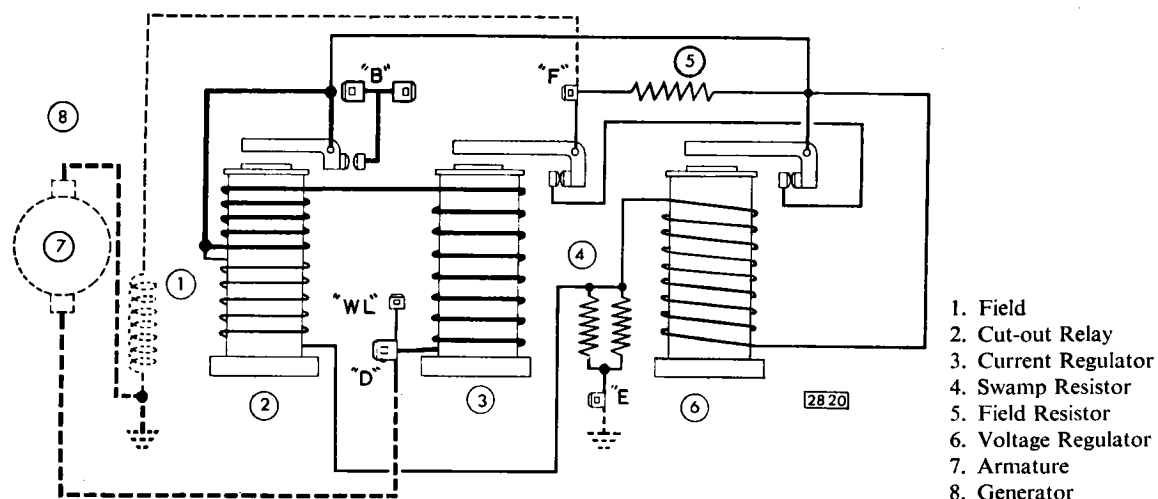 "B"
"F"
5
8
7
1
4
"WL"
"D"
"E
2
3
6
2820
1. Field
2. Cut-out Relay
3. Current Regulator
4. Swamp Resistor
5. Field Resistor
6. Voltage Regulator
7. Armature
8. Generator